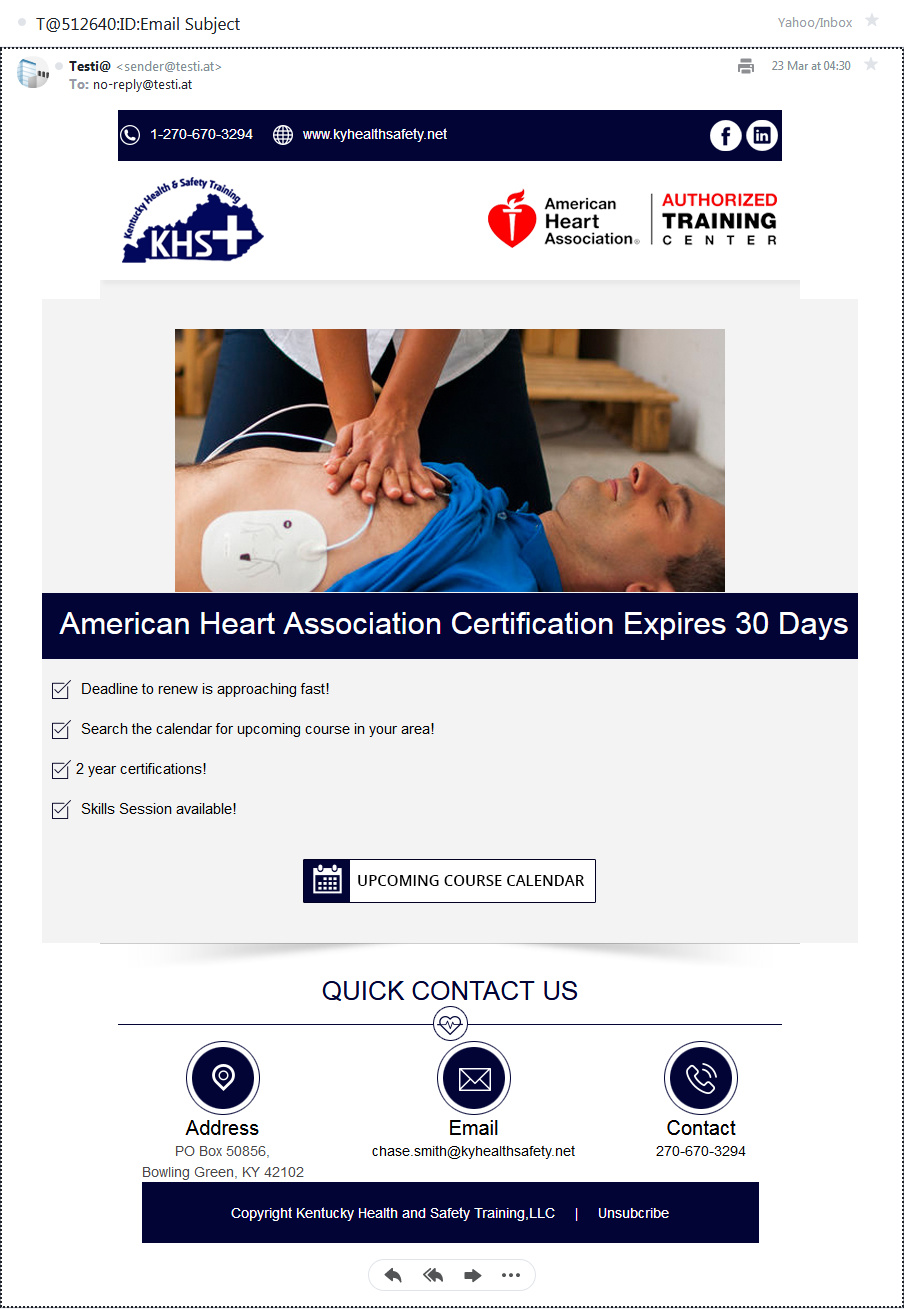 T@512640:ID:Email Subject
Yahoo/Inbox
Testi@ <sender@testi.at>
23 Mar at 04:30
To: no-reply@testi.at
1-270-670-3294
www.kyhealthsafety.net
Kentucky Health & Safety Training
KHS
American
Heart
Association®
AUTHORIZED
TRAINING
CENTER
American Heart Association Certification Expires 30 Days
Deadline to renew is approaching fast!
Search the calendar for upcoming course in your area!
2 year certifications!
Skills Session available!
UPCOMING COURSE CALENDAR
QUICK CONTACT US
Address
PO Box 50856,
Bowling Green, KY 42102
Email
chase.smith@kyhealthsafety.net
Contact
270-670-3294
Copyright Kentucky Health and Safety Training,LLC | Unsubcribe